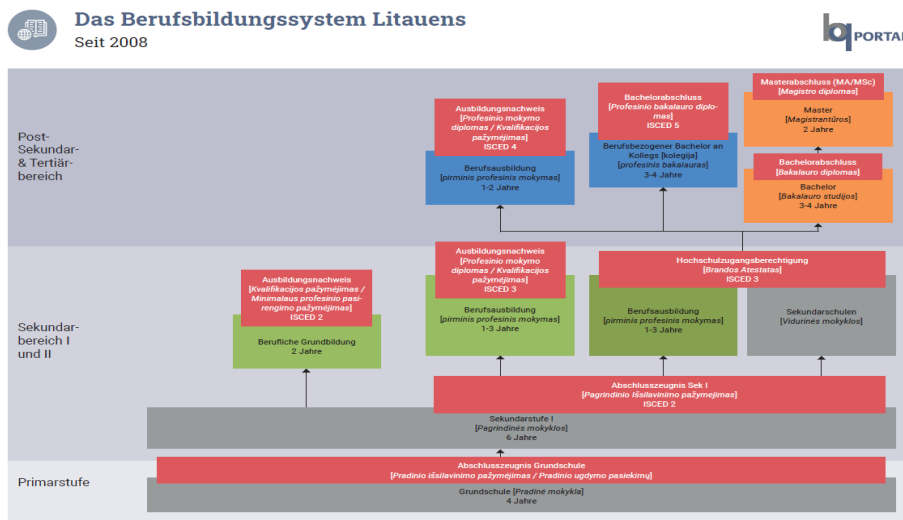 Das Berufsbildungssystem Litauens
Seit 2008
bq PORTAL
Post-
Sekundar-
& Tertiär-
bereich
Ausbildungsnachweis
[Profesinio mokymo
diplomas / Kvalifikacijos
pažymėjimas]
ISCED 4
Berufsausbildung
[pirminis profesinis mokymas]
1-2 Jahre
Bachelorabschluss
[Profesinio bakalauro diplo-
mas]
ISCED 5
Berufsbezogener Bachelor an
Kollegs [kolegija]
[profesinis bakalauras]
3-4 Jahre
Masterabschluss (MA/MSc)
[Magistro diplomas]
Master
[Magistrantūros]
2 Jahre
Bachelorabschluss
[Bakalauro diplomas]
Bachelor
[Bakalauro studijos]
3-4 Jahre
Sekundar-
bereich I
und II
Ausbildungsnachweis
[Kvalifikacijos pažymėjimas /
Minimalaus profesinio pasi-
rengimo pažymėjimas]
ISCED 2
Berufliche Grundbildung
2 Jahre
Ausbildungsnachweis
[Profesinio mokymo
diplomas / Kvalifikacijos
pažymėjimas]
ISCED 3
Berufsausbildung
[pirminis profesinis mokymas]
1-3 Jahre
Hochschulzugangsberechtigung
[Brandos Atestatas]
ISCED 3
Berufsausbildung
[pirminis profesinis mokymas]
1-3 Jahre
Sekundarschulen
[Vidurinės mokyklos]
Abschlusszeugnis Sek I
[Pagrindinio Išsilavinimo pažymėjimas]
ISCED 2
Sekundarstufe I
[Pagrindinės mokyklos]
6 Jahre
Primarstufe
Abschlusszeugnis Grundschule
[Pradinio išsilavinimo pažymėjimas / Pradinio ugdymo pasiekimų]
Grundschule [Pradinė mokykla]
4 Jahre